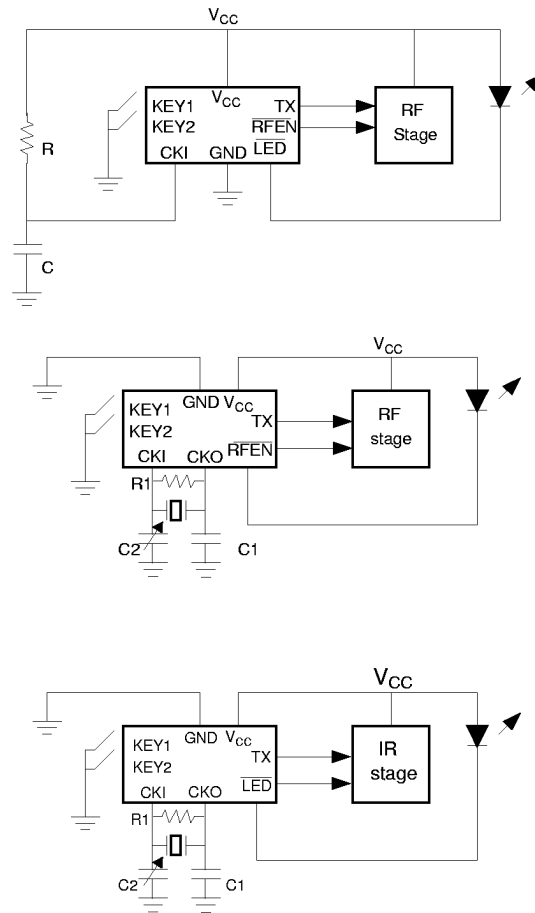 VCC
KEY1 VCC TX RF
KEY2 RFEN Stage
R CKI GND LED
C
VCC
GND VCC
KEY1 TX RF
KEY2 RFEN stage
CKI CKO
R1
C2 C1
VCC
GND VCC
KEY1 TX IR
KEY2 LED stage
CKI CKO
R1
C2 C1